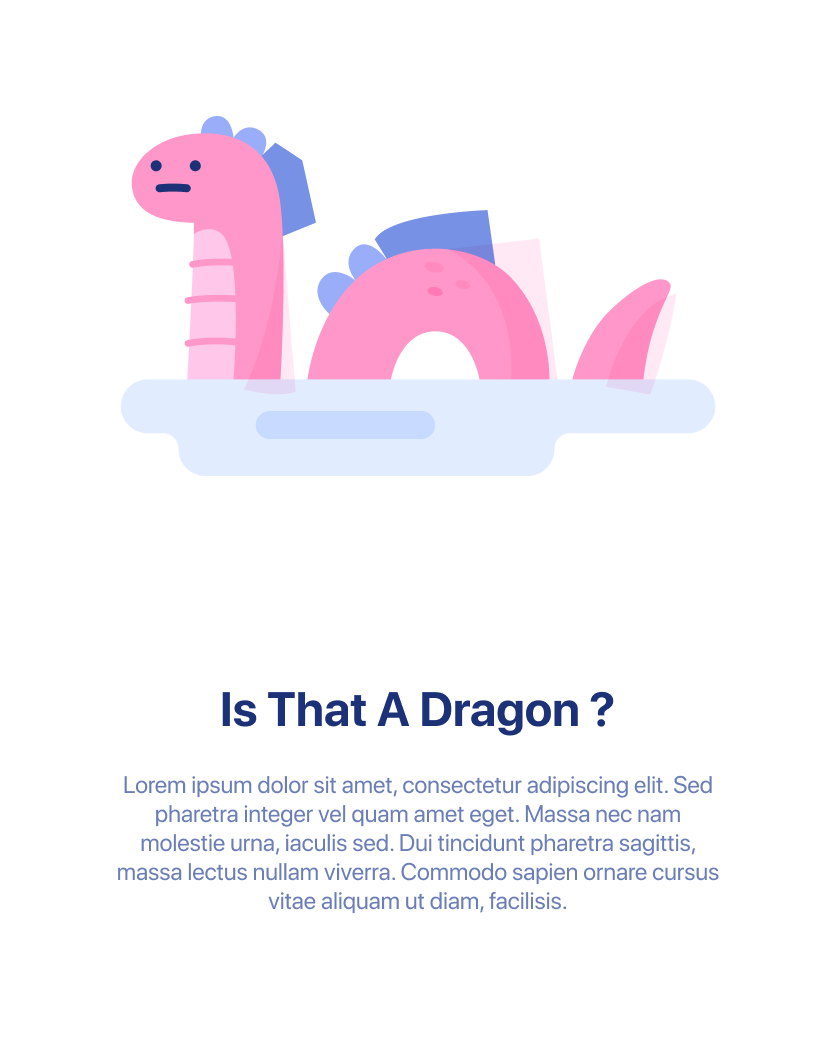 Is That A Dragon ?
Lorem ipsum dolor sit amet, consectetur adipiscing elit. Sed
pharetra integer vel quam amet eget. Massa nec nam
molestie urna, iaculis sed. Dui tincidunt pharetra sagittis,
massa lectus nullam viverra. Commodo sapien ornare cursus
vitae aliquam ut diam, facilisis.